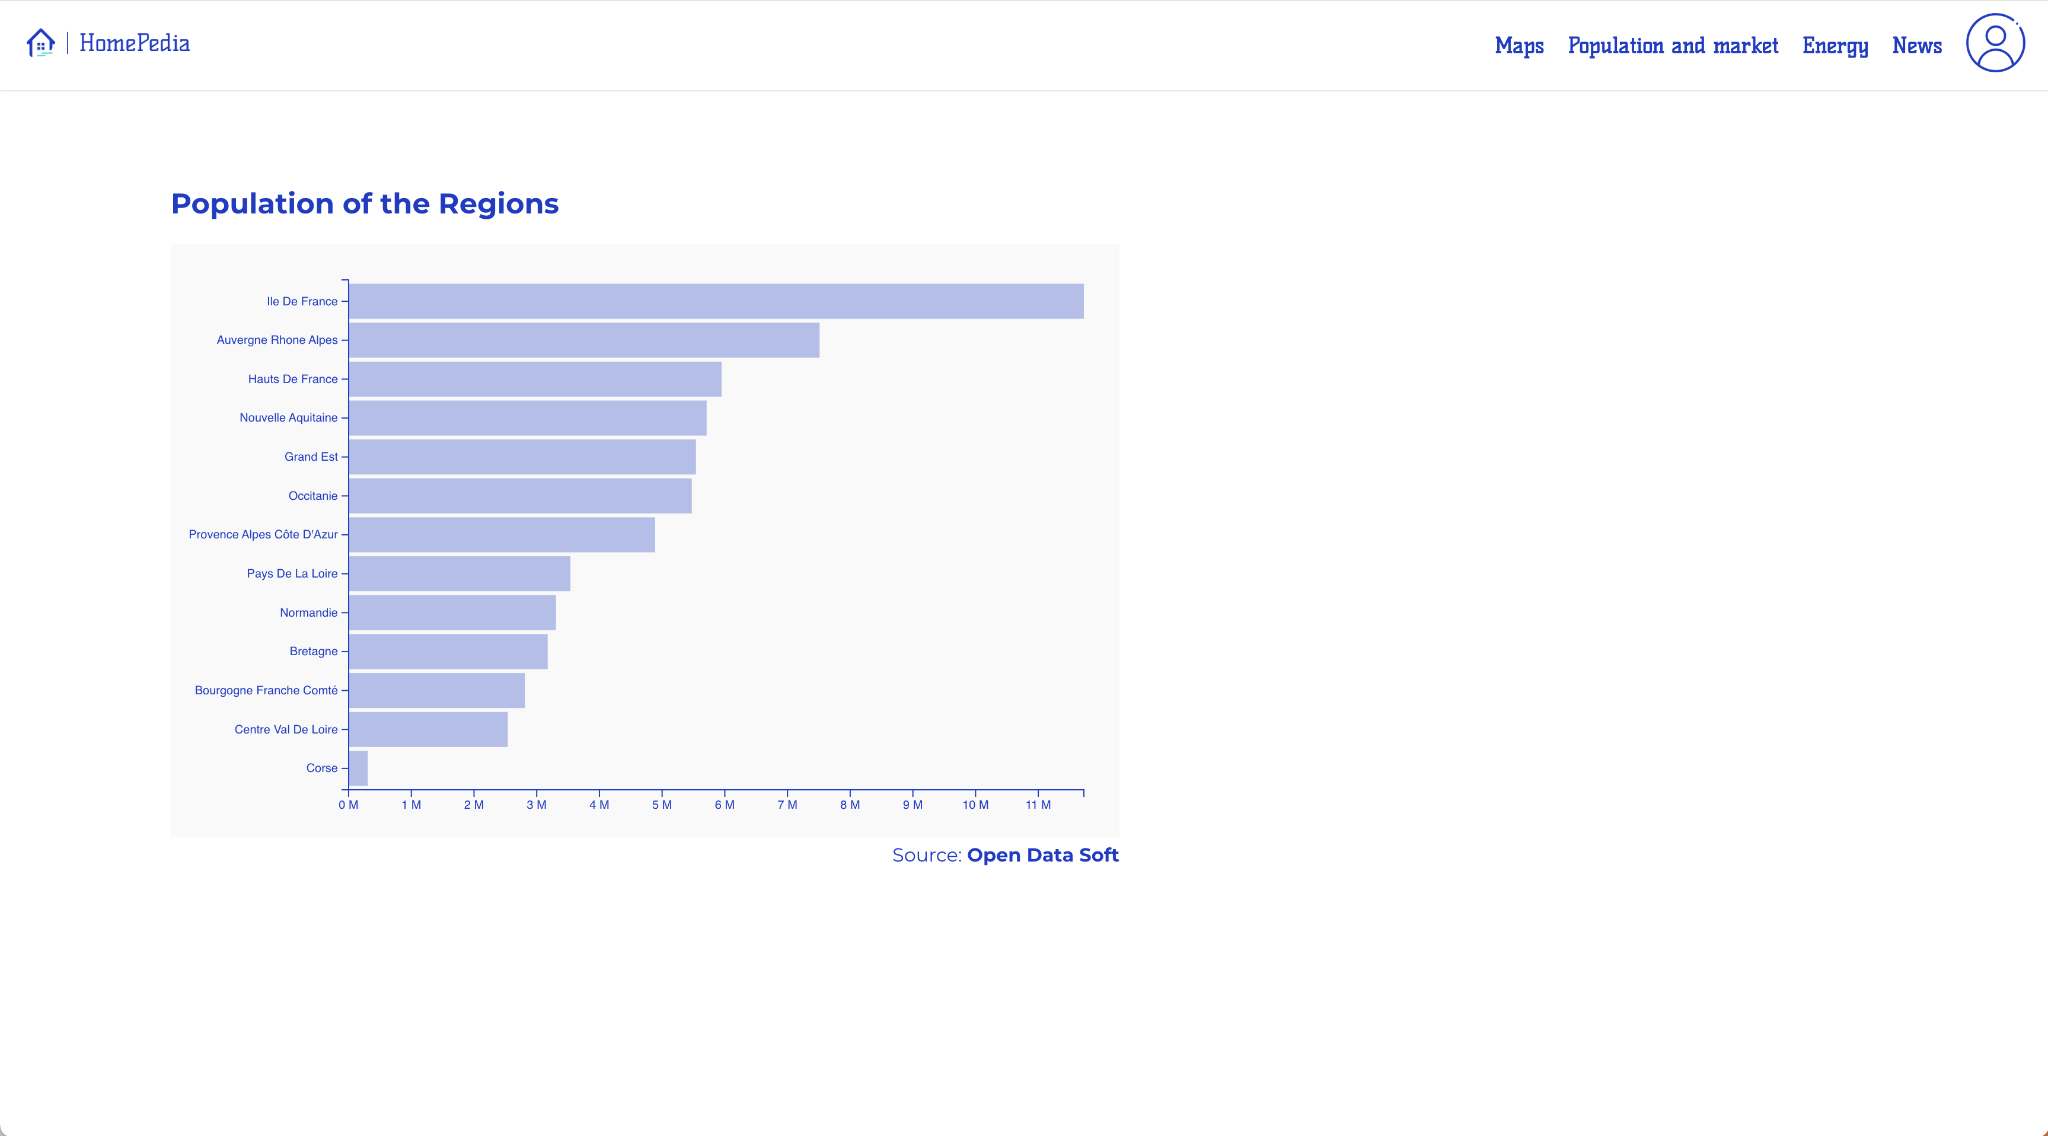 HomePedia
Maps Population and market Energy News
Population of the Regions
Ile De France
Auvergne Rhone Alpes
Hauts De France
Nouvelle Aquitaine
Grand Est
Occitanie
Provence Alpes Côte D'Azur
Pays De La Loire
Normandie
Bretagne
Bourgogne Franche Comté
Centre Val De Loire
Corse
0 M 1 M 2 M 3 M 4 M 5 M 6 M 7 M 8 M 9 M 10 M 11 M
Source: Open Data Soft